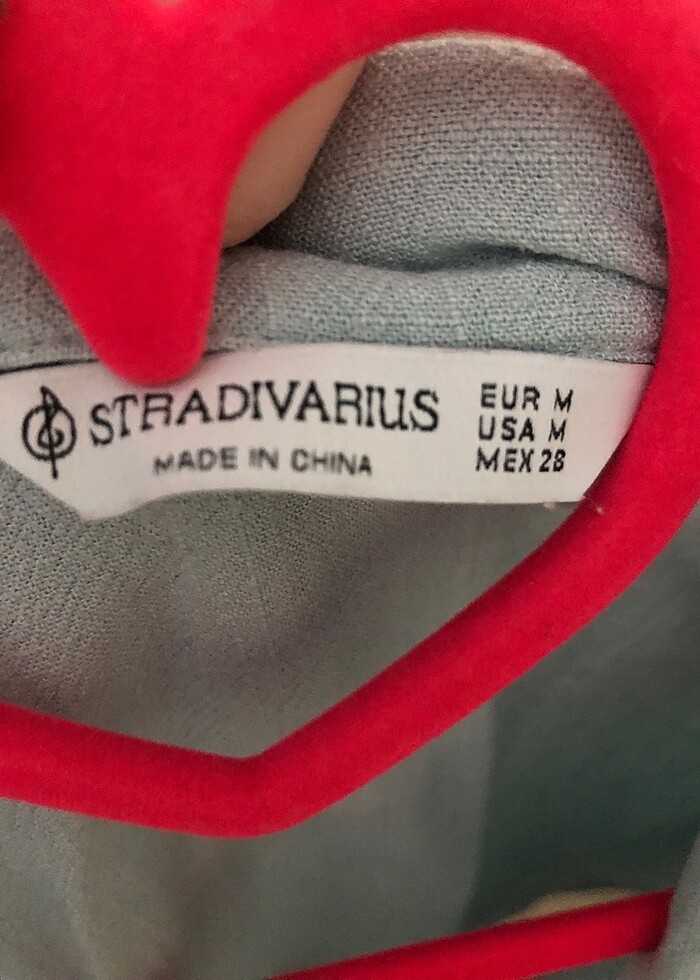 STRADIVARIUS
MADE IN CHINA
EUR M
USA M
MEX 28